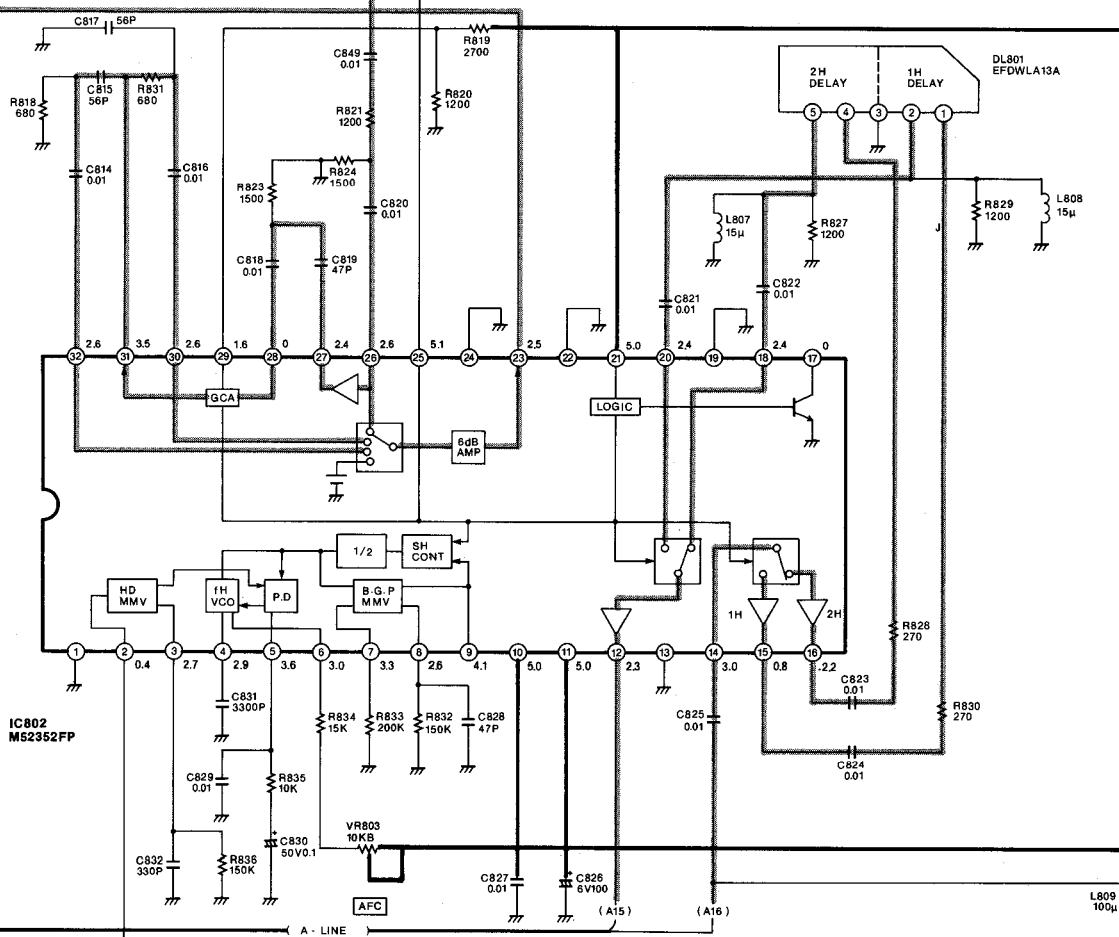 C817
56P
R819
2700
C849
0.01
DL801
EFDWLA13A
2H
DELAY
1H
DELAY
R818
680
C815
56P
R831
680
R821
1200
R820
1200
5 4 3 2 1
C814
0.01
C816
0.01
R824
1500
R823
1500
C820
0.01
R829
1200
L808
15µ
L807
15µ
R827
1200
J
C818
0.01
C819
47P
C821
0.01
C822
0.01
32 2.6 31 3.5 30 2.6 29 1.6 28 0 27 2.4 26 2.6 25 5.1 24 23 2.5 22 21 5.0 20 2.4 19 18 2.4 17 0
GCA
LOGIC
6dB
AMP
1/2
SH
CONT
HD
MMV
fH
VCO
P.D
B·G·P
MMV
1H
2H
1 2 0.4 3 2.7 4 2.9 5 3.6 6 3.0 7 3.3 8 2.6 9 4.1 10 5.0 11 5.0 12 2.3 13 14 3.0 15 0.8 16 2.2
R828
270
IC802
M52352FP
C831
3300P
R834
15K
R833
200K
R832
150K
C828
47P
C825
0.01
C823
0.01
R830
270
C824
0.01
C829
0.01
R835
10K
C830
50V0.1
VR803
10KB
C832
330P
R836
150K
C827
0.01
C826
6V100
AFC
(A15)
(A16)
L809
100µ
( A - LINE )